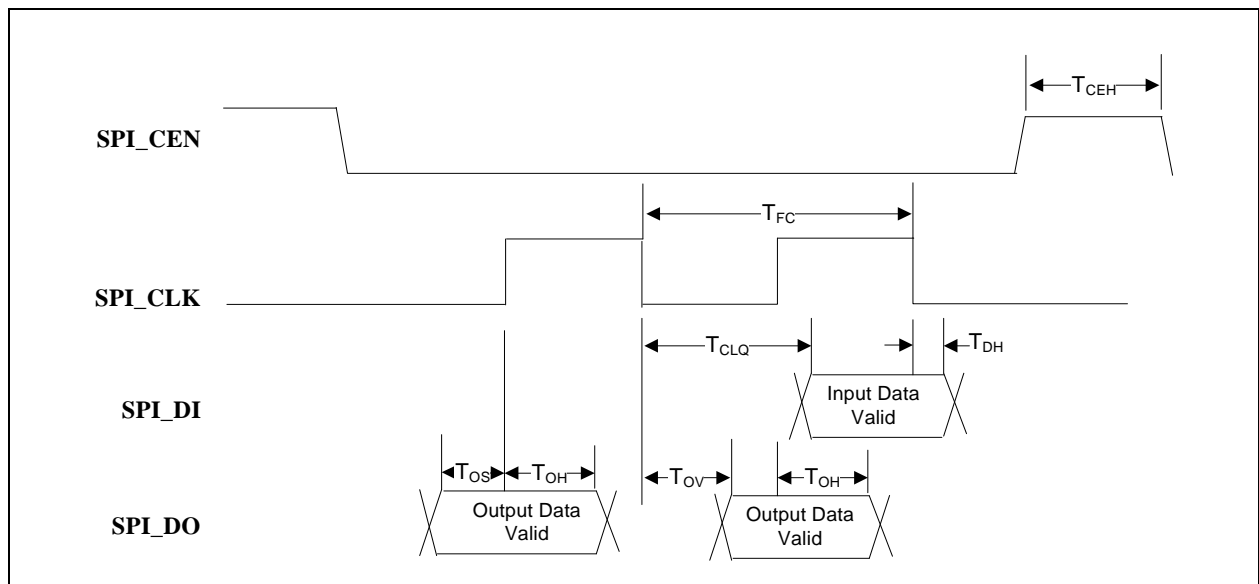 T_CEH
SPI_CEN
T_FC
SPI_CLK
T_CLQ
T_DH
SPI_DI
Input Data
Valid
T_OS
T_OH
T_OV
T_OH
SPI_DO
Output Data
Valid
Output Data
Valid